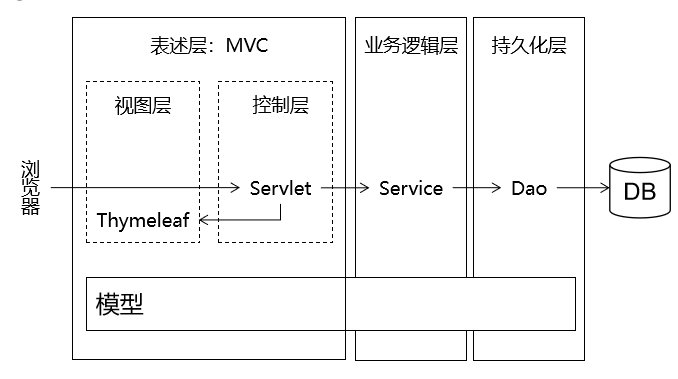 表述层：MVC
业务逻辑层
持久化层
视图层
控制层
浏览器
Servlet
Service
Dao
DB
Thymeleaf
模型